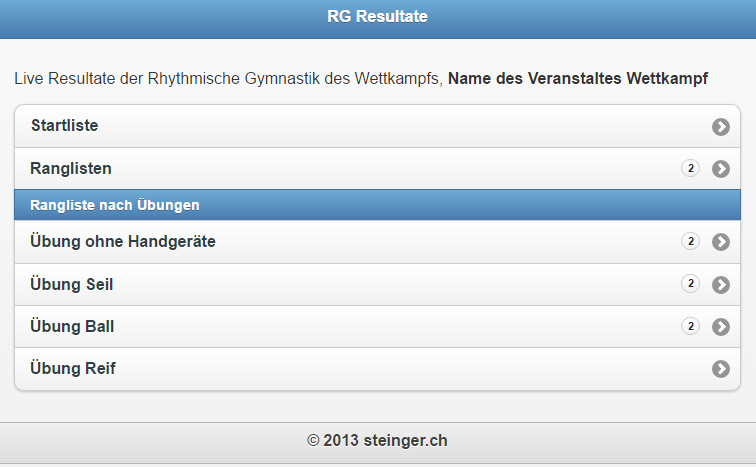 RG Resultate
Live Resultate der Rhythmische Gymnastik des Wettkampfs, Name des Veranstaltes Wettkampf
Startliste
Ranglisten 2
Rangliste nach Übungen
Übung ohne Handgeräte 2
Übung Seil 2
Übung Ball 2
Übung Reif
© 2013 steinger.ch